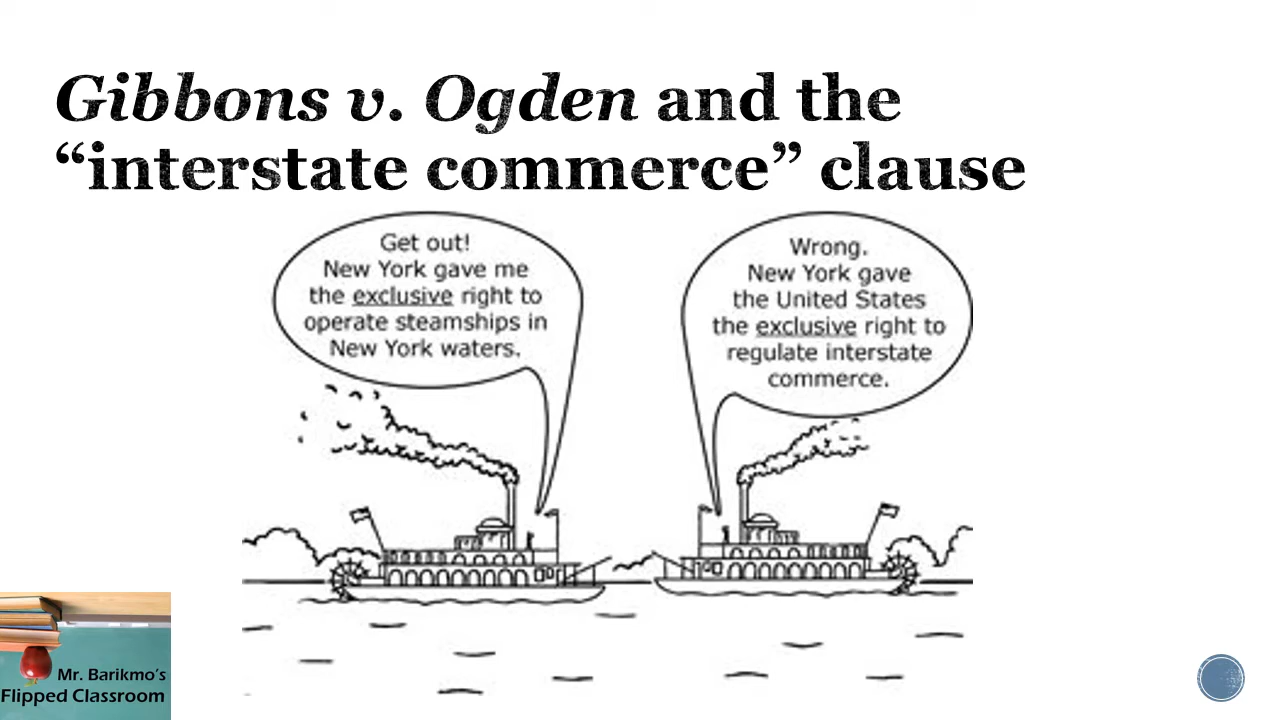 Gibbons v. Ogden and the
“interstate commerce” clause
Get out!
New York gave me
the exclusive right to
operate steamships in
New York waters.
Wrong.
New York gave
the United States
the exclusive right to
regulate interstate
commerce.
Mr. Barikmo's
Flipped Classroom